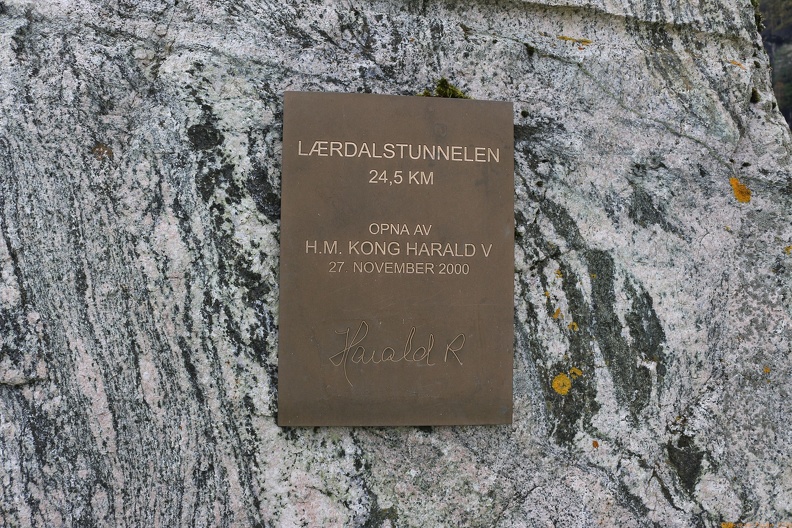 LÆRDALSTUNNELEN
24,5 KM
OPNA AV
H.M. KONG HARALD V
27 NOVEMBER 2000
Harald R